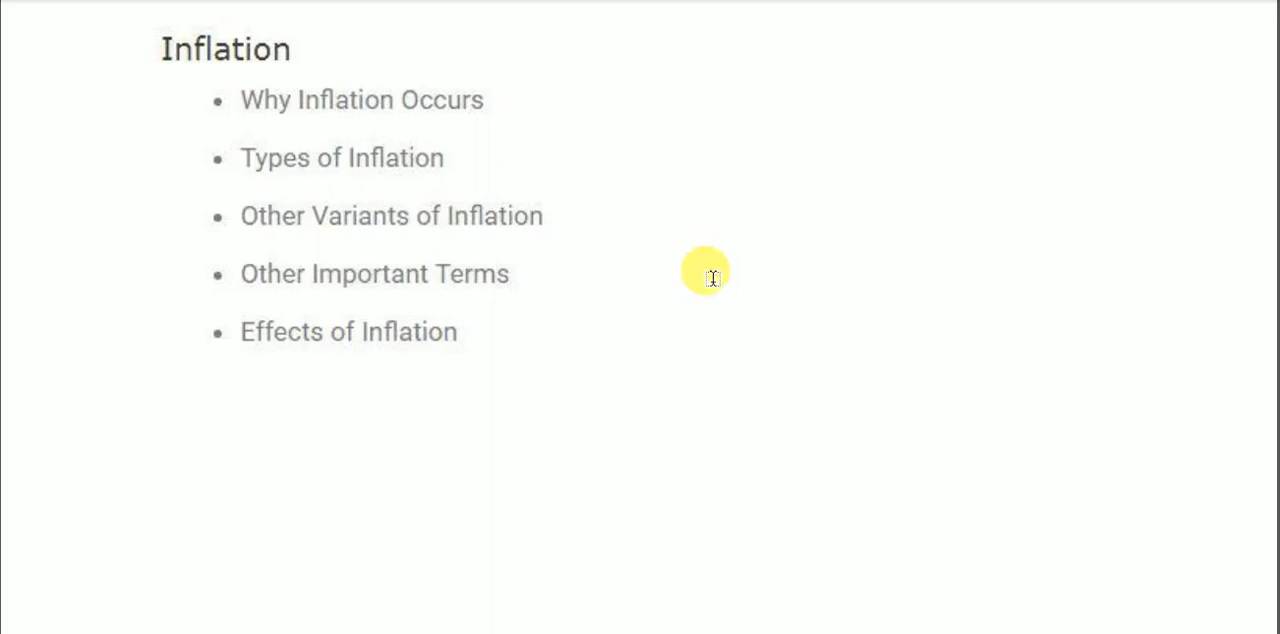 Inflation
• Why Inflation Occurs
• Types of Inflation
• Other Variants of Inflation
• Other Important Terms
• Effects of Inflation